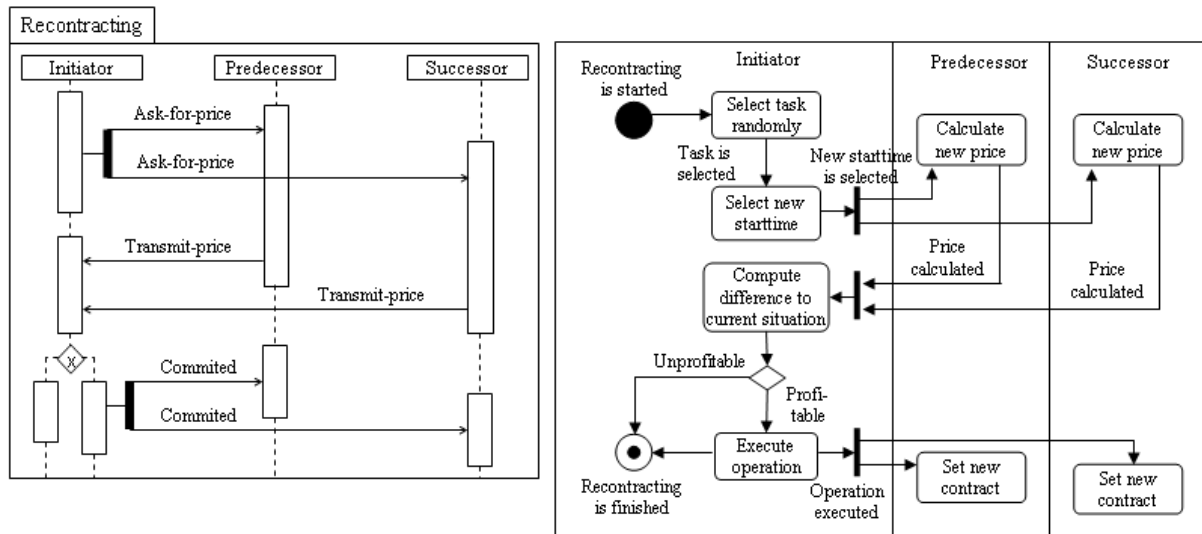 Recontracting
Initiator
Predecessor
Successor
Ask-for-price
Ask-for-price
Transmit-price
Transmit-price
X
Commited
Commited
Initiator
Predecessor
Successor
Recontracting
is started
Select task
randomly
Calculate
new price
Calculate
new price
Task is
selected
New starttime
is selected
Select new
starttime
Price
calculated
Price
calculated
Compute
difference to
current situation
Unprofitable
Profi-
table
Execute
operation
Recontracting
is finished
Operation
executed
Set new
contract
Set new
contract